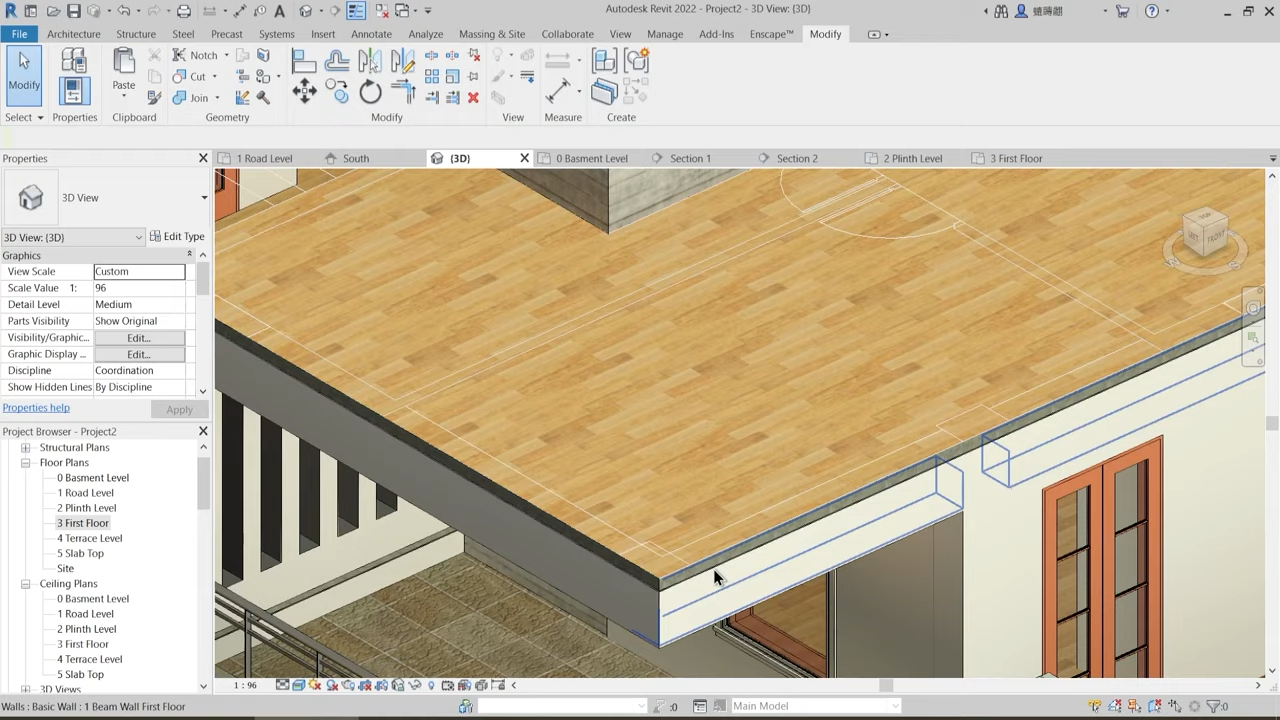 Autodesk Revit 2022 - Project2 - 3D View: {3D}
File Architecture Structure Steel Precast Systems Insert Annotate Analyze Massing & Site Collaborate View Manage Add-Ins Enscape™ Modify
Modify Paste Notch Cut Join
Select Properties Clipboard Geometry Modify View Measure Create
Properties
1 Road Level South {3D} 0 Basment Level Section 1 Section 2 2 Plinth Level 3 First Floor
3D View
3D View: {3D} Edit Type
Graphics
View Scale Custom
Scale Value 1: 96
Detail Level Medium
Parts Visibility Show Original
Visibility/Graphic... Edit...
Graphic Display ... Edit...
Discipline Coordination
Show Hidden Lines By Discipline
Properties help Apply
Project Browser - Project2
Structural Plans
Floor Plans
0 Basment Level
1 Road Level
2 Plinth Level
3 First Floor
4 Terrace Level
5 Slab Top
Site
Ceiling Plans
0 Basment Level
1 Road Level
2 Plinth Level
3 First Floor
4 Terrace Level
5 Slab Top
3D Views
TOP
LEFT FRONT
1 : 96
Walls : Basic Wall : 1 Beam Wall First Floor :0 Main Model :0